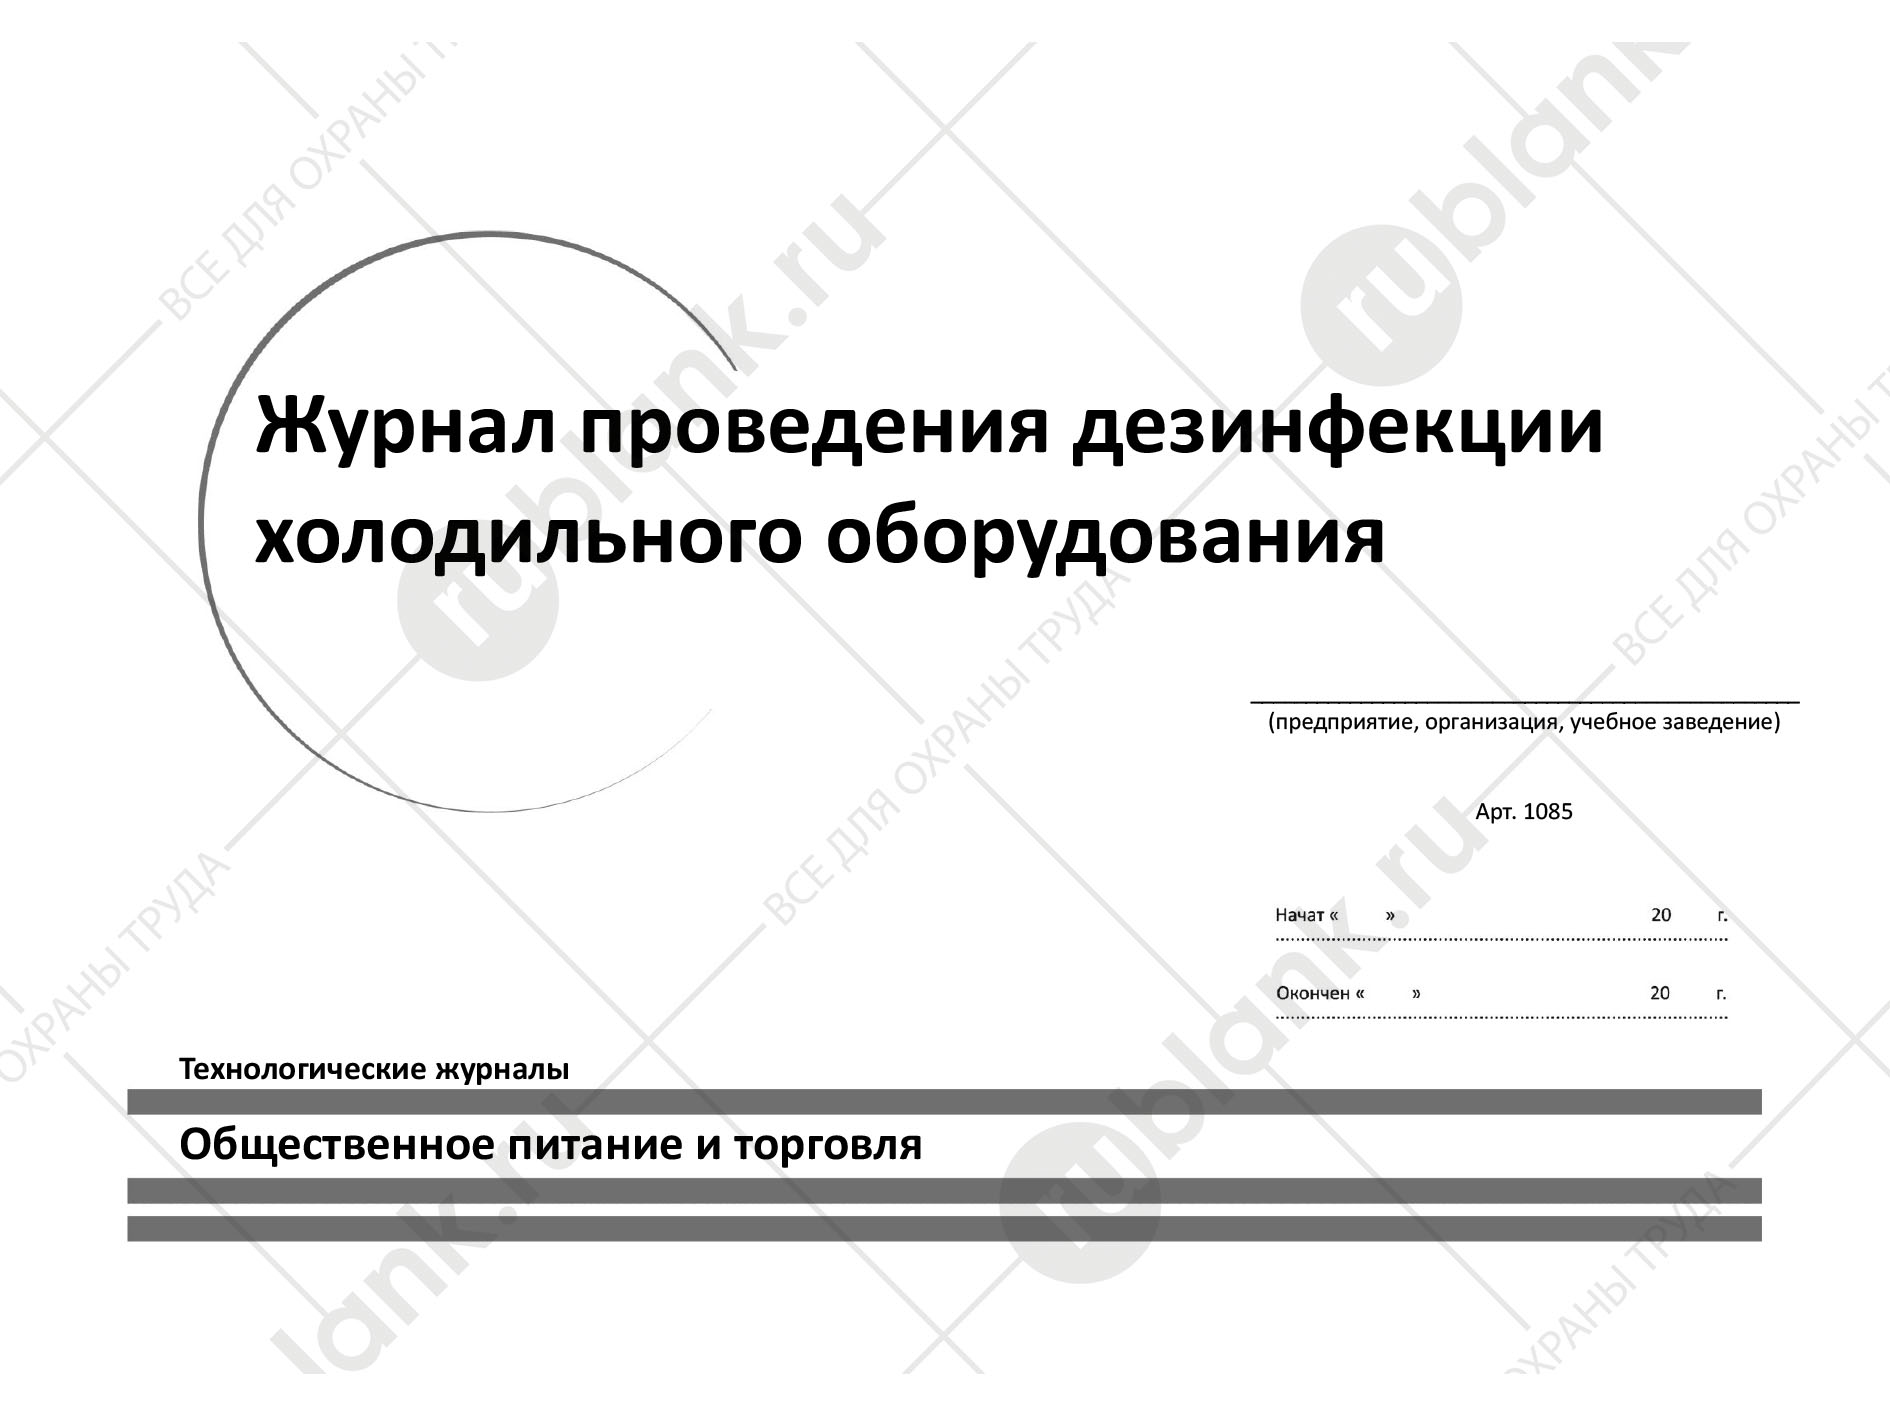 Журнал проведения дезинфекции
холодильного оборудования
(предприятие, организация, учебное заведение)
Арт. 1085
Начат « » 20 г.
Окончен « » 20 г.
Технологические журналы
Общественное питание и торговля
ВСЕ ДЛЯ ОХРАНЫ ТРУДА
rublank.ru